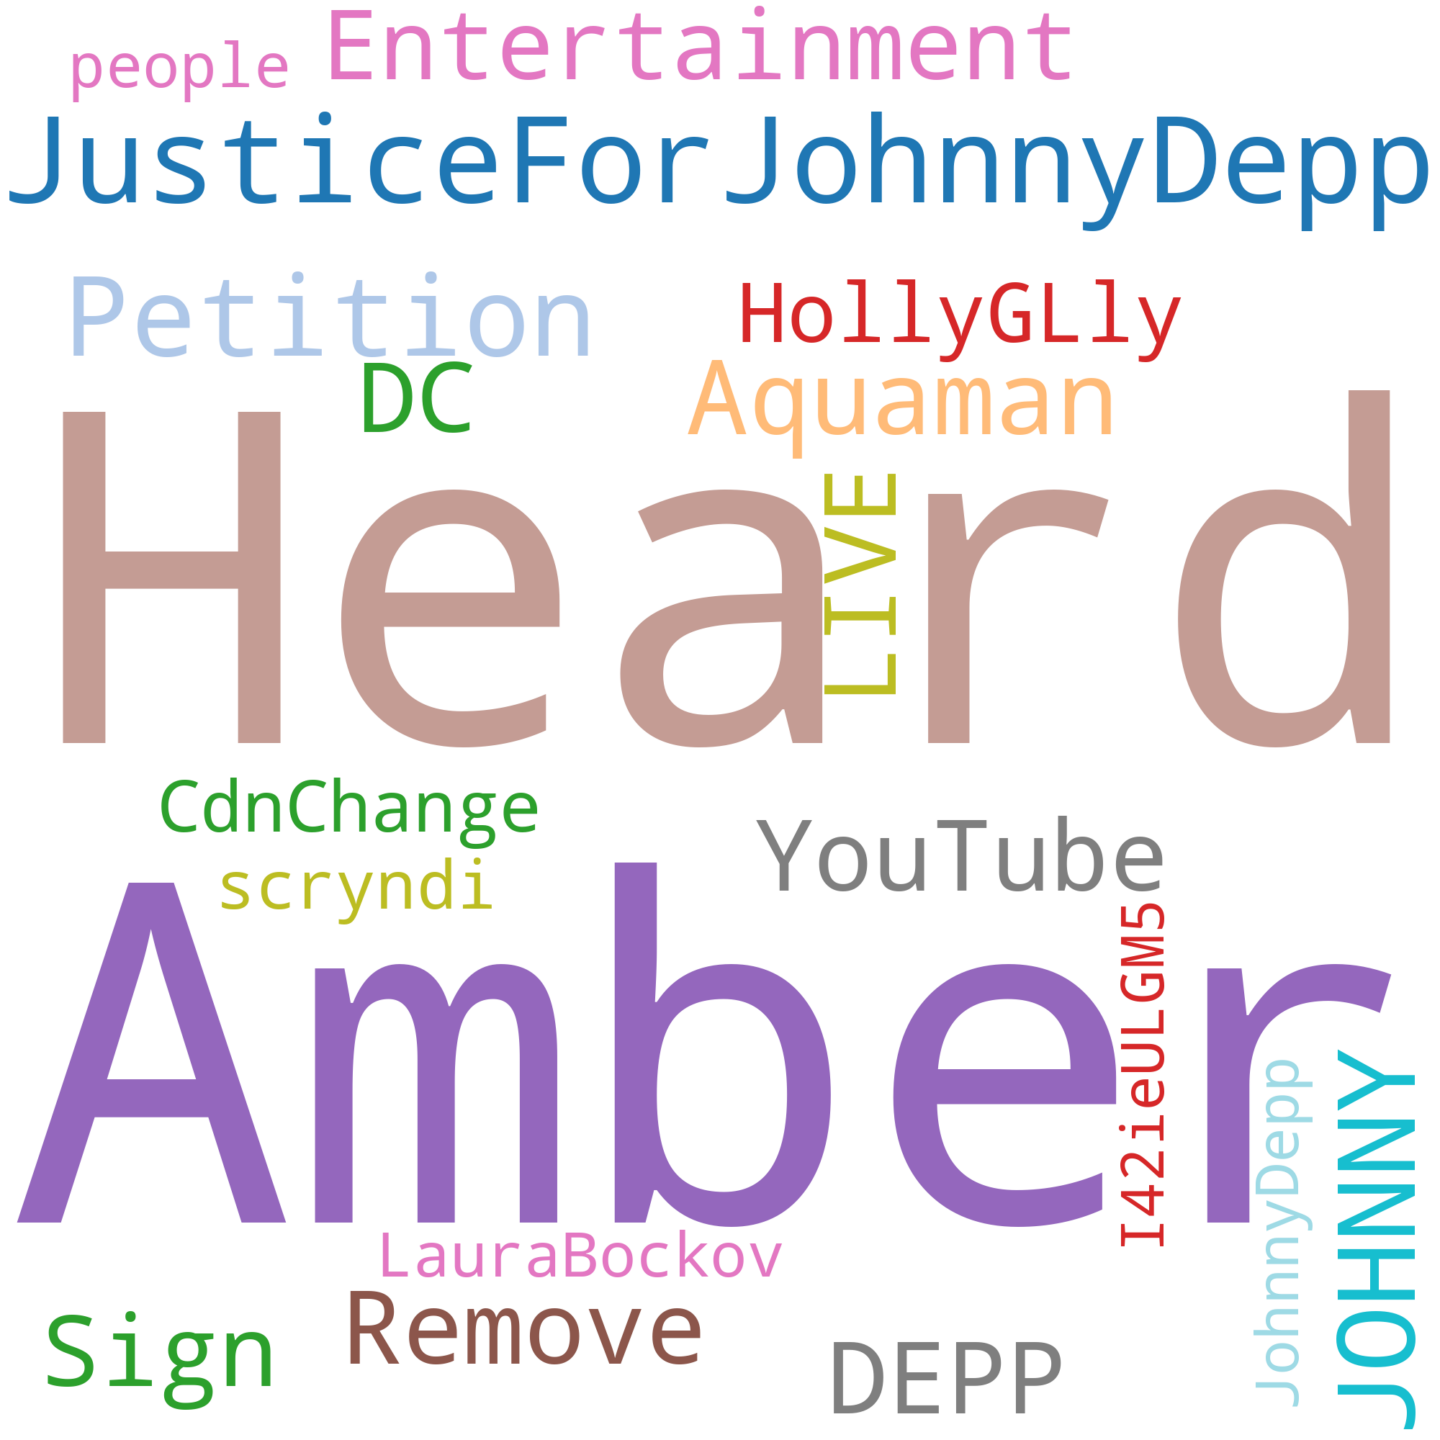 people
Entertainment
JusticeForJohnnyDepp
Petition
HollyGLly
DC
Aquaman
Heard
LIVE
CdnChange
YouTube
scryndi
Amber
I42ieULGM5
JohnnyDepp
JOHNNY
LauraBockov
Sign
Remove
DEPP